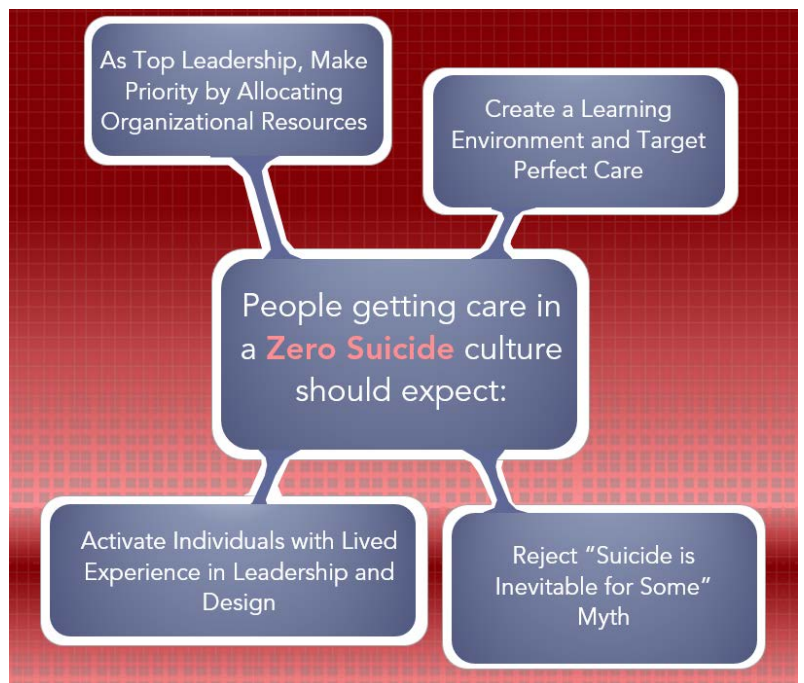 As Top Leadership, Make
Priority by Allocating
Organizational Resources
Create a Learning
Environment and Target
Perfect Care
People getting care in
a Zero Suicide culture
should expect:
Activate Individuals with Lived
Experience in Leadership and
Design
Reject “Suicide is
Inevitable for Some”
Myth